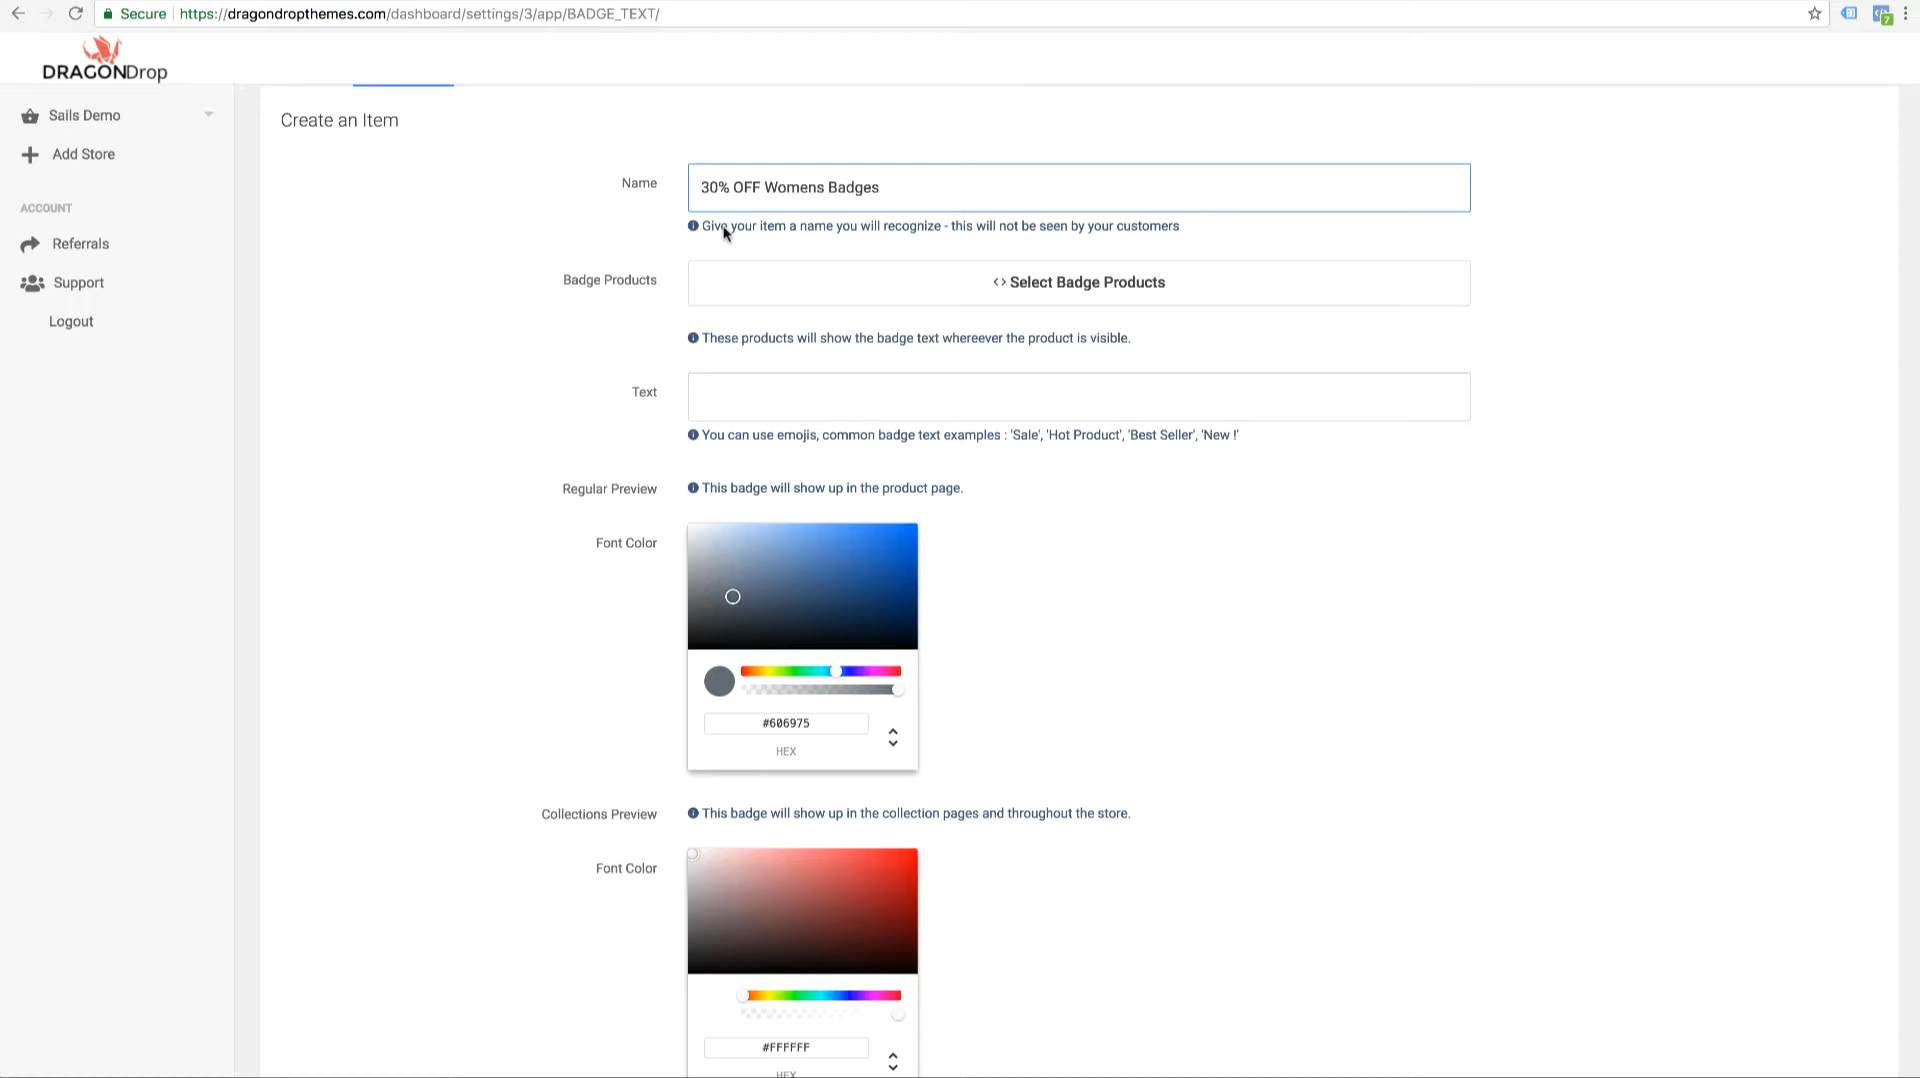 Secure | https://dragondropthemes.com/dashboard/settings/3/app/BADGE_TEXT/
7
DRAGONDrop
Sails Demo
Add Store
ACCOUNT
Referrals
Support
Logout
Create an Item
Name
30% OFF Womens Badges
Give your item a name you will recognize - this will not be seen by your customers
Badge Products
<> Select Badge Products
These products will show the badge text whereever the product is visible.
Text
You can use emojis, common badge text examples : 'Sale', 'Hot Product', 'Best Seller', 'New !'
Regular Preview
This badge will show up in the product page.
Font Color
#606975
HEX
Collections Preview
This badge will show up in the collection pages and throughout the store.
Font Color
#FFFFFF
HEX